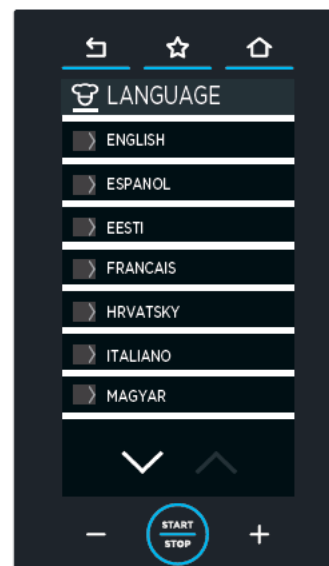 LANGUAGE
ENGLISH
ESPANOL
EESTI
FRANCAIS
HRVATSKY
ITALIANO
MAGYAR
START
STOP